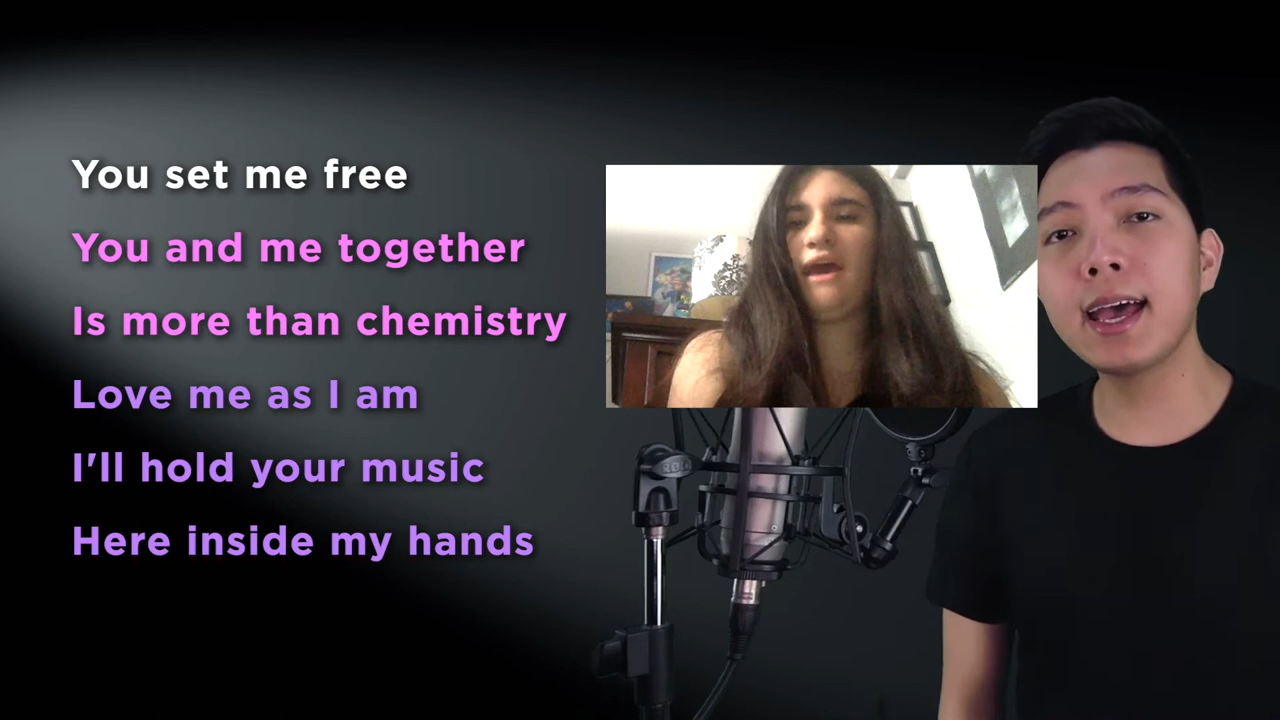 You set me free
You and me together
Is more than chemistry
Love me as I am
I'll hold your music
Here inside my hands